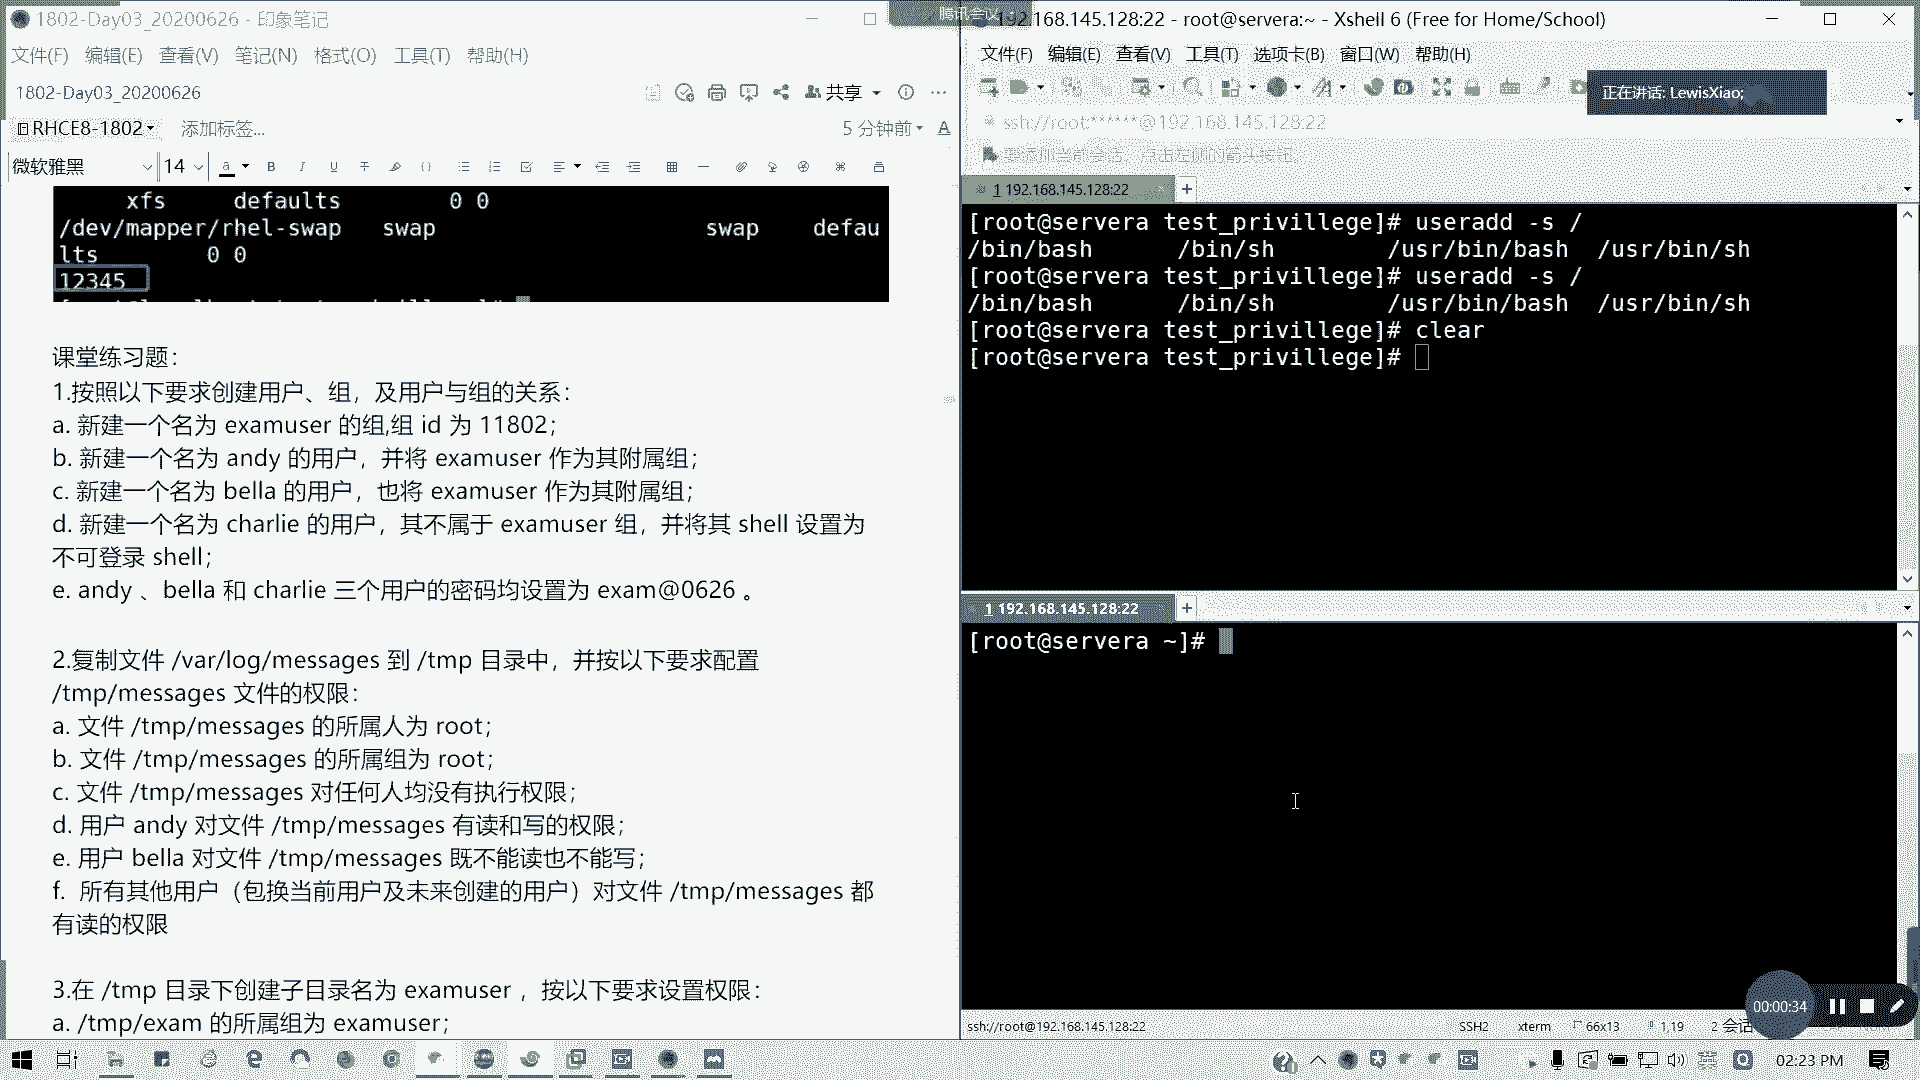 1802-Day03_20200626 - 印象笔记
文件(F) 编辑(E) 查看(V) 笔记(N) 格式(O) 工具(T) 帮助(H)
1802-Day03_20200626
共享
RHCE8-1802 添加标签...
5 分钟前
微软雅黑 14
xfs defaults 0 0
/dev/mapper/rhel-swap swap swap defau
lts 0 0
12345
课堂练习题：
1.按照以下要求创建用户、组，及用户与组的关系：
a. 新建一个名为 examuser 的组,组 id 为 11802；
b. 新建一个名为 andy 的用户，并将 examuser 作为其附属组；
c. 新建一个名为 bella 的用户，也将 examuser 作为其附属组；
d. 新建一个名为 charlie 的用户，其不属于 examuser 组，并将其 shell 设置为
不可登录 shell；
e. andy 、bella 和 charlie 三个用户的密码均设置为 exam@0626 。
2.复制文件 /var/log/messages 到 /tmp 目录中，并按以下要求配置
/tmp/messages 文件的权限：
a. 文件 /tmp/messages 的所属人为 root；
b. 文件 /tmp/messages 的所属组为 root；
c. 文件 /tmp/messages 对任何人均没有执行权限；
d. 用户 andy 对文件 /tmp/messages 有读和写的权限；
e. 用户 bella 对文件 /tmp/messages 既不能读也不能写；
f. 所有其他用户（包换当前用户及未来创建的用户）对文件 /tmp/messages 都
有读的权限
3.在 /tmp 目录下创建子目录名为 examuser ，按以下要求设置权限：
a. /tmp/exam 的所属组为 examuser；
腾讯会议
192.168.145.128:22 - root@servera:~ - Xshell 6 (Free for Home/School)
文件(F) 编辑(E) 查看(V) 工具(T) 选项卡(B) 窗口(W) 帮助(H)
正在讲话: LewisXiao;
ssh://root:******@192.168.145.128:22
要添加当前会话，点击左侧的箭头按钮。
1 192.168.145.128:22
[root@servera test_privillege]# useradd -s /
/bin/bash /bin/sh /usr/bin/bash /usr/bin/sh
[root@servera test_privillege]# useradd -s /
/bin/bash /bin/sh /usr/bin/bash /usr/bin/sh
[root@servera test_privillege]# clear
[root@servera test_privillege]#
1 192.168.145.128:22
[root@servera ~]#
00:00:34
ssh://root@192.168.145.128:22 SSH2 xterm 66x13 1,19 2 会话
英
02:23 PM